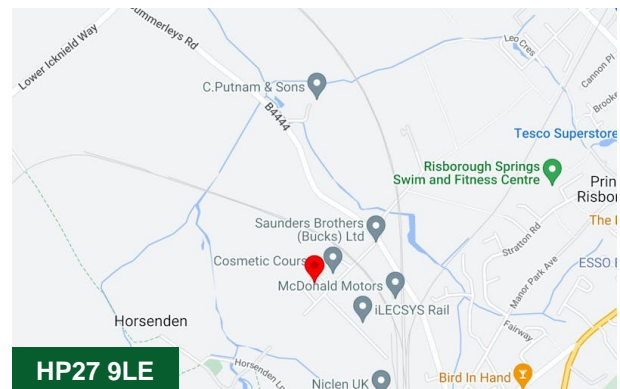 Summerleys Rd
Lower Icknield Way
Leo Cres
Cannon Pl
C.Putnam & Sons
B4444
Brooke
Tesco Superstore
Risborough Springs
Swim and Fitness Centre
Prin
Risbor
Saunders Brothers
(Bucks) Ltd
The
Stratton Rd
Cosmetic Cours
ESSO
McDonald Motors
Manor Park Ave
iLECSYS Rail
Horsenden
Fairway
HP27 9LE
Horsenden Ln
Niclen UK
Bird In Hand